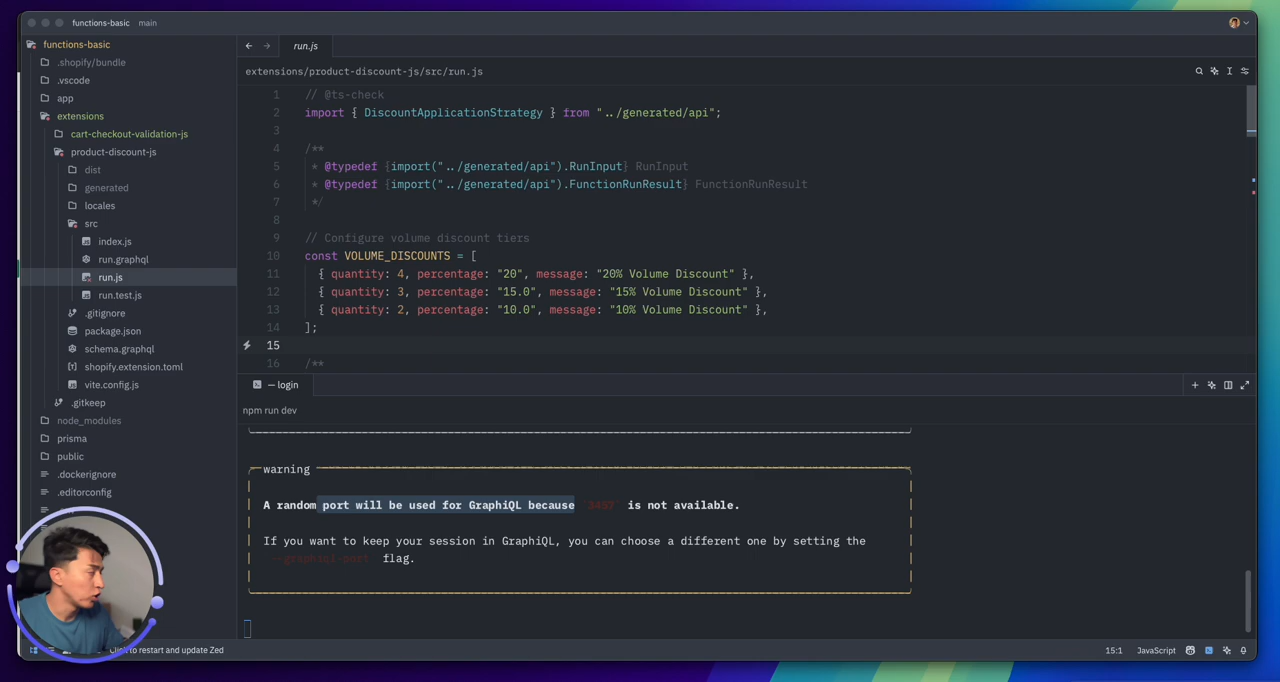 functions-basic main
functions-basic
.shopify/bundle
.vscode
app
extensions
cart-checkout-validation-js
product-discount-js
dist
generated
locales
src
index.js
run.graphql
run.js
run.test.js
.gitignore
package.json
schema.graphql
shopify.extension.toml
vite.config.js
.gitkeep
node_modules
prisma
public
.dockerignore
.editorconfig
run.js
extensions/product-discount-js/src/run.js
1 // @ts-check
2 import { DiscountApplicationStrategy } from "../generated/api";
3
4 /**
5 * @typedef {import("../generated/api").RunInput} RunInput
6 * @typedef {import("../generated/api").FunctionRunResult} FunctionRunResult
7 */
8
9 // Configure volume discount tiers
10 const VOLUME_DISCOUNTS = [
11 { quantity: 4, percentage: "20", message: "20% Volume Discount" },
12 { quantity: 3, percentage: "15.0", message: "15% Volume Discount" },
13 { quantity: 2, percentage: "10.0", message: "10% Volume Discount" },
14 ];
15
16 /**
— login
npm run dev
warning
A random port will be used for GraphiQL because `3457` is not available.
If you want to keep your session in GraphiQL, you can choose a different one by setting the
`--graphiql-port` flag.
to restart and update Zed
15:1 JavaScript